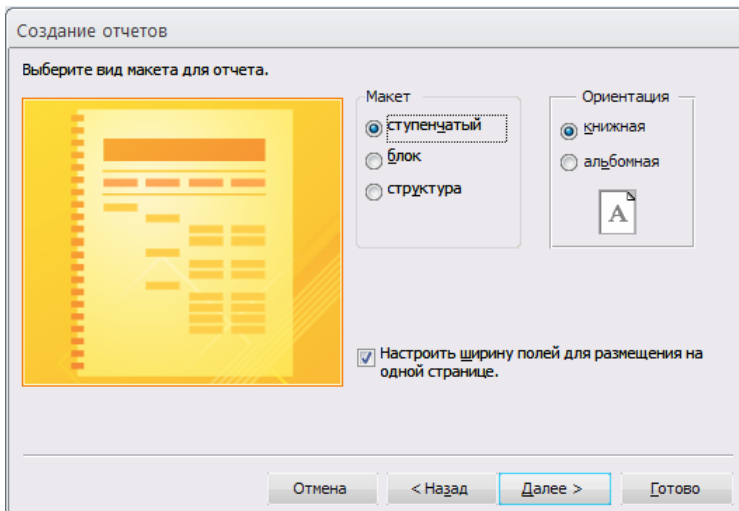 Создание отчетов
Выберите вид макета для отчета.
Макет
ступенчатый
блок
структура
Ориентация
книжная
альбомная
A
Настроить ширину полей для размещения на
одной странице.
Отмена
< Назад
Далее >
Готово